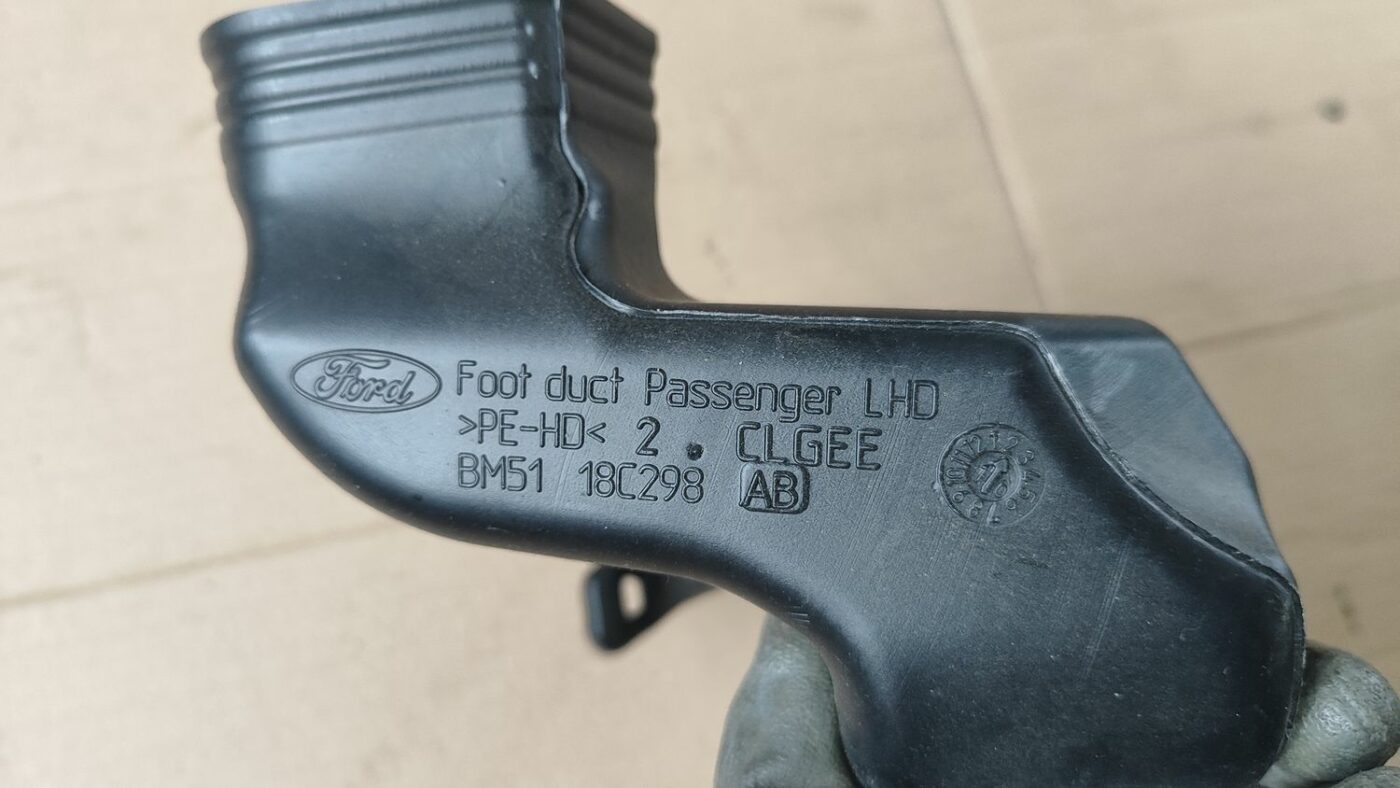 Ford
Foot duct Passenger LHD
>PE-HD< 2 . CLGEE
BM51 18C298 AB